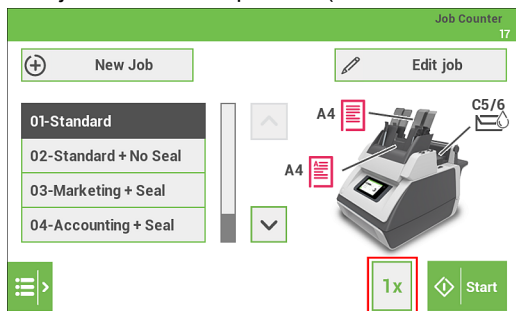 Job Counter
17
New Job
Edit job
01-Standard
02-Standard + No Seal
03-Marketing + Seal
04-Accounting + Seal
A4
C5/6
A4
1x
Start